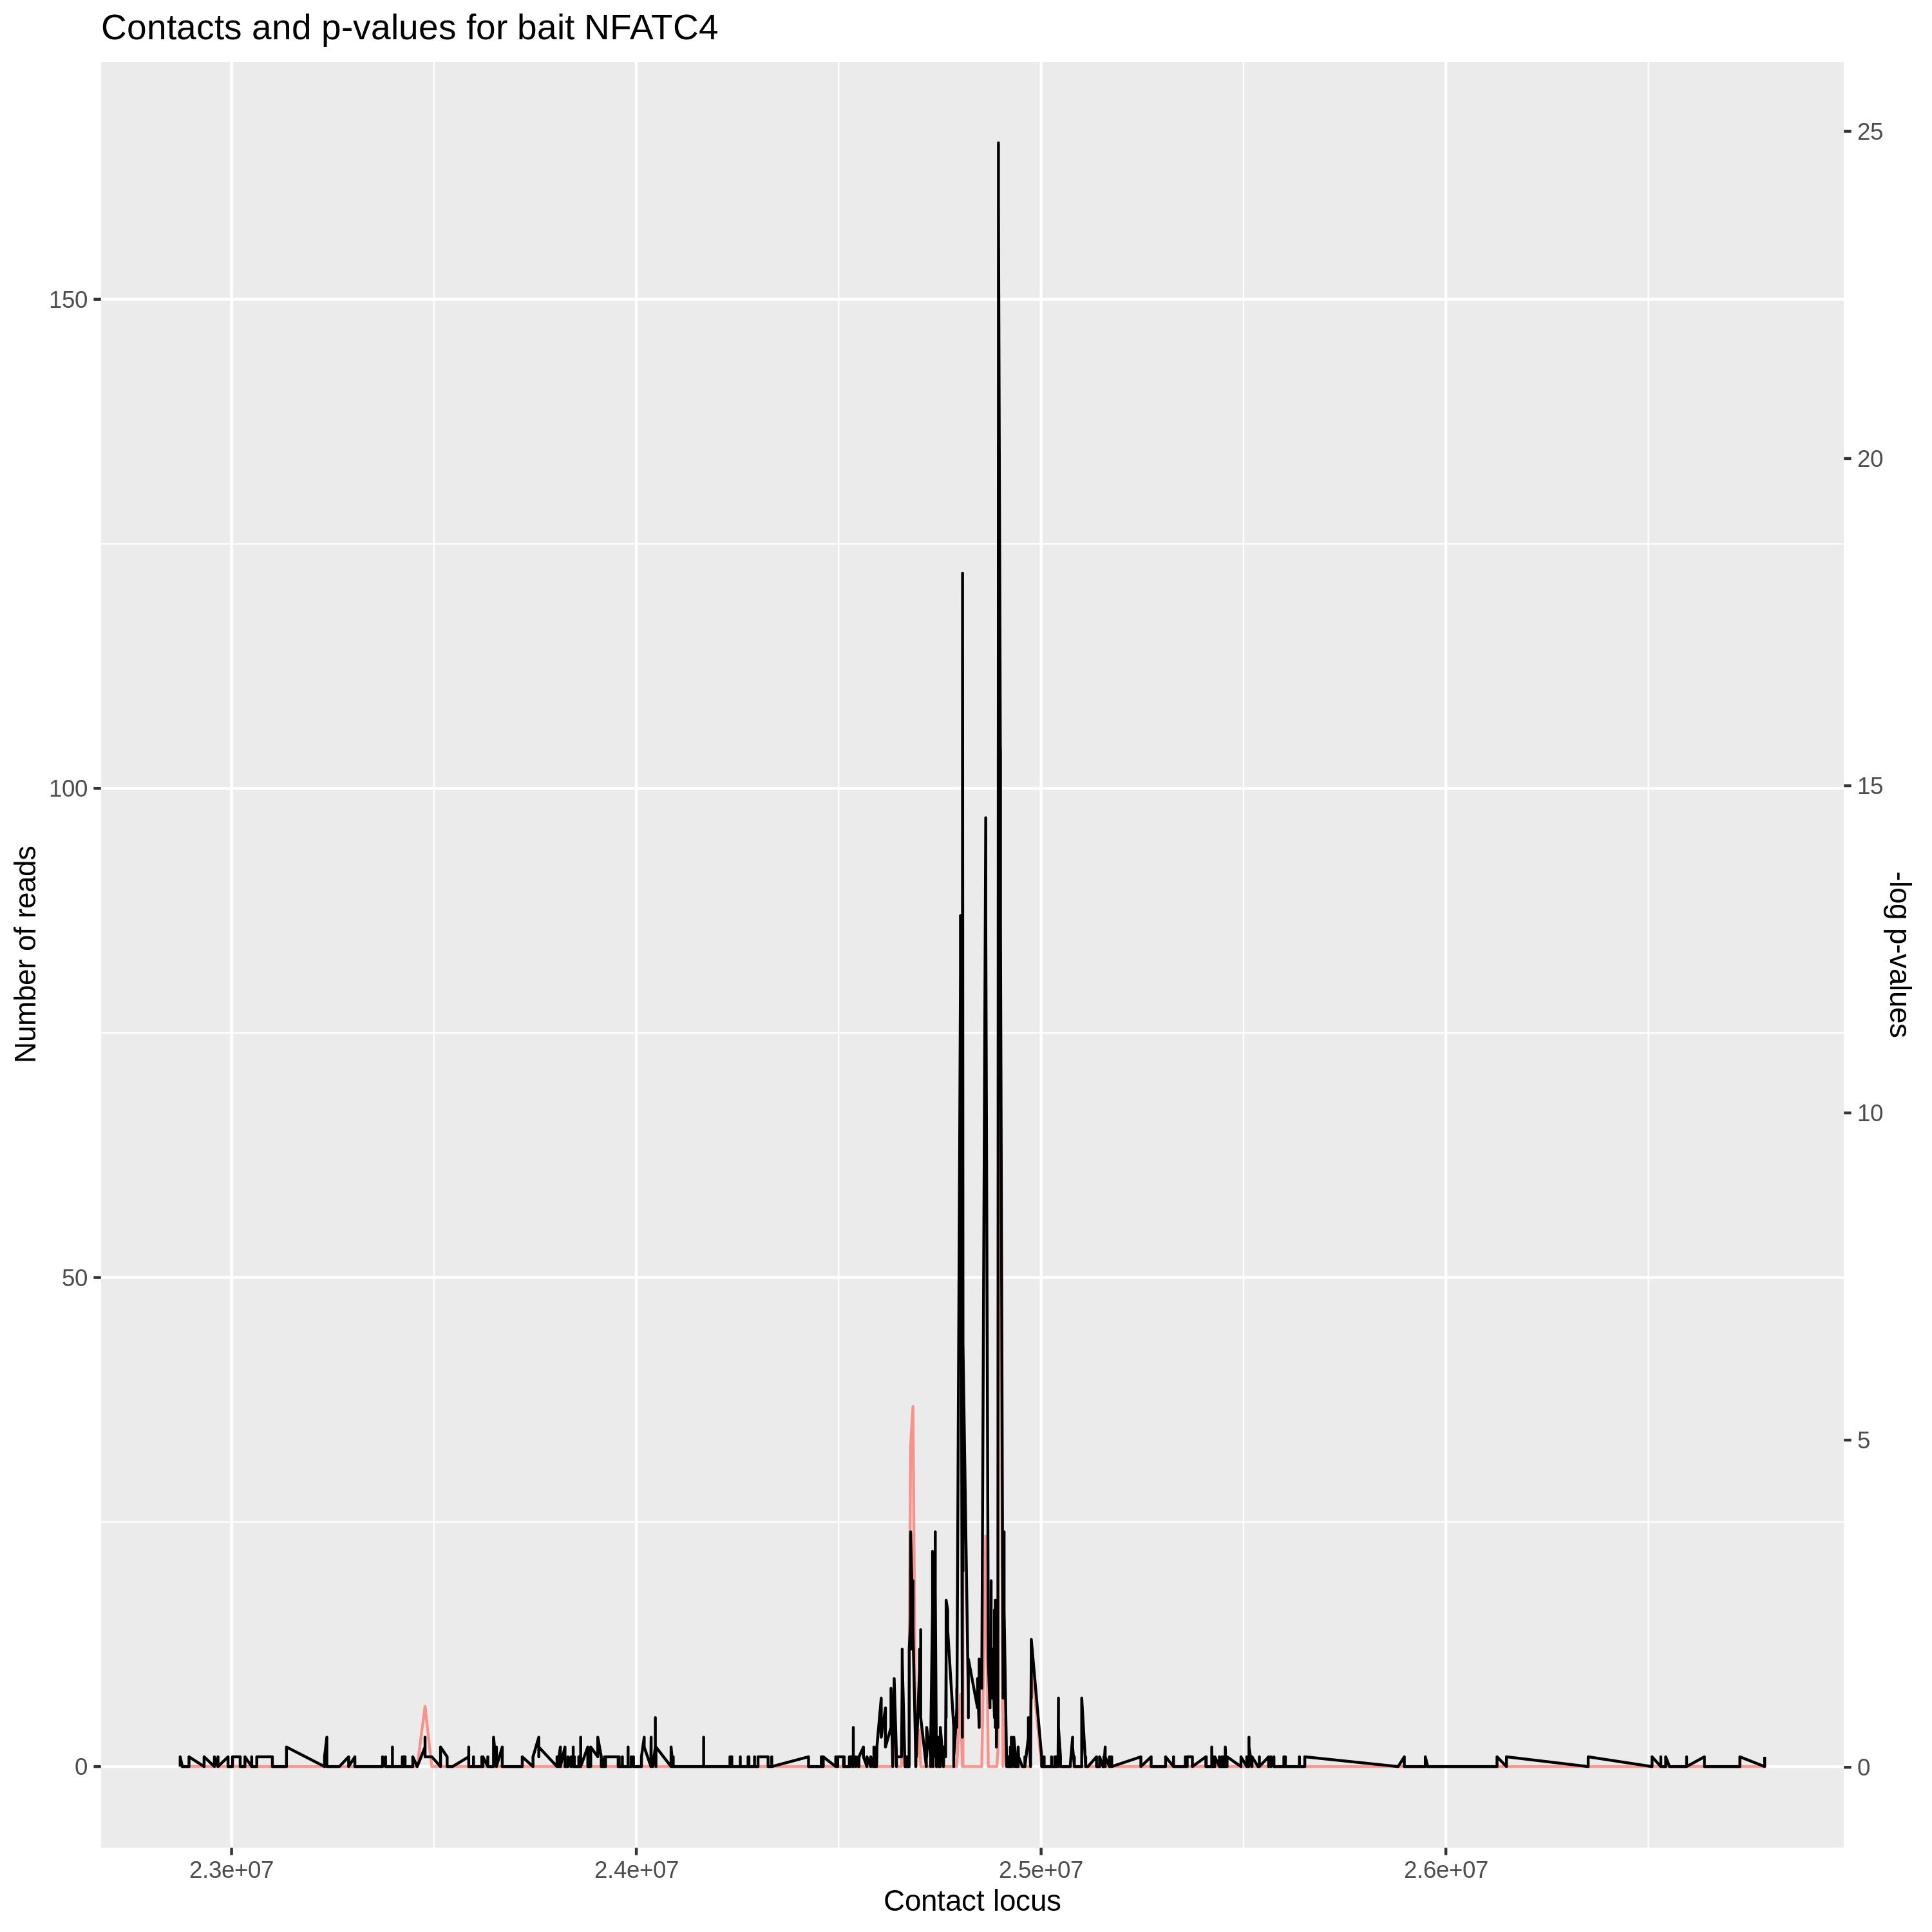 Contacts and p-values for bait NFATC4
Number of reads
150
100
50
0
25
20
15
10
5
0
-log p-values
2.3e+07
2.4e+07
2.5e+07
2.6e+07
Contact locus